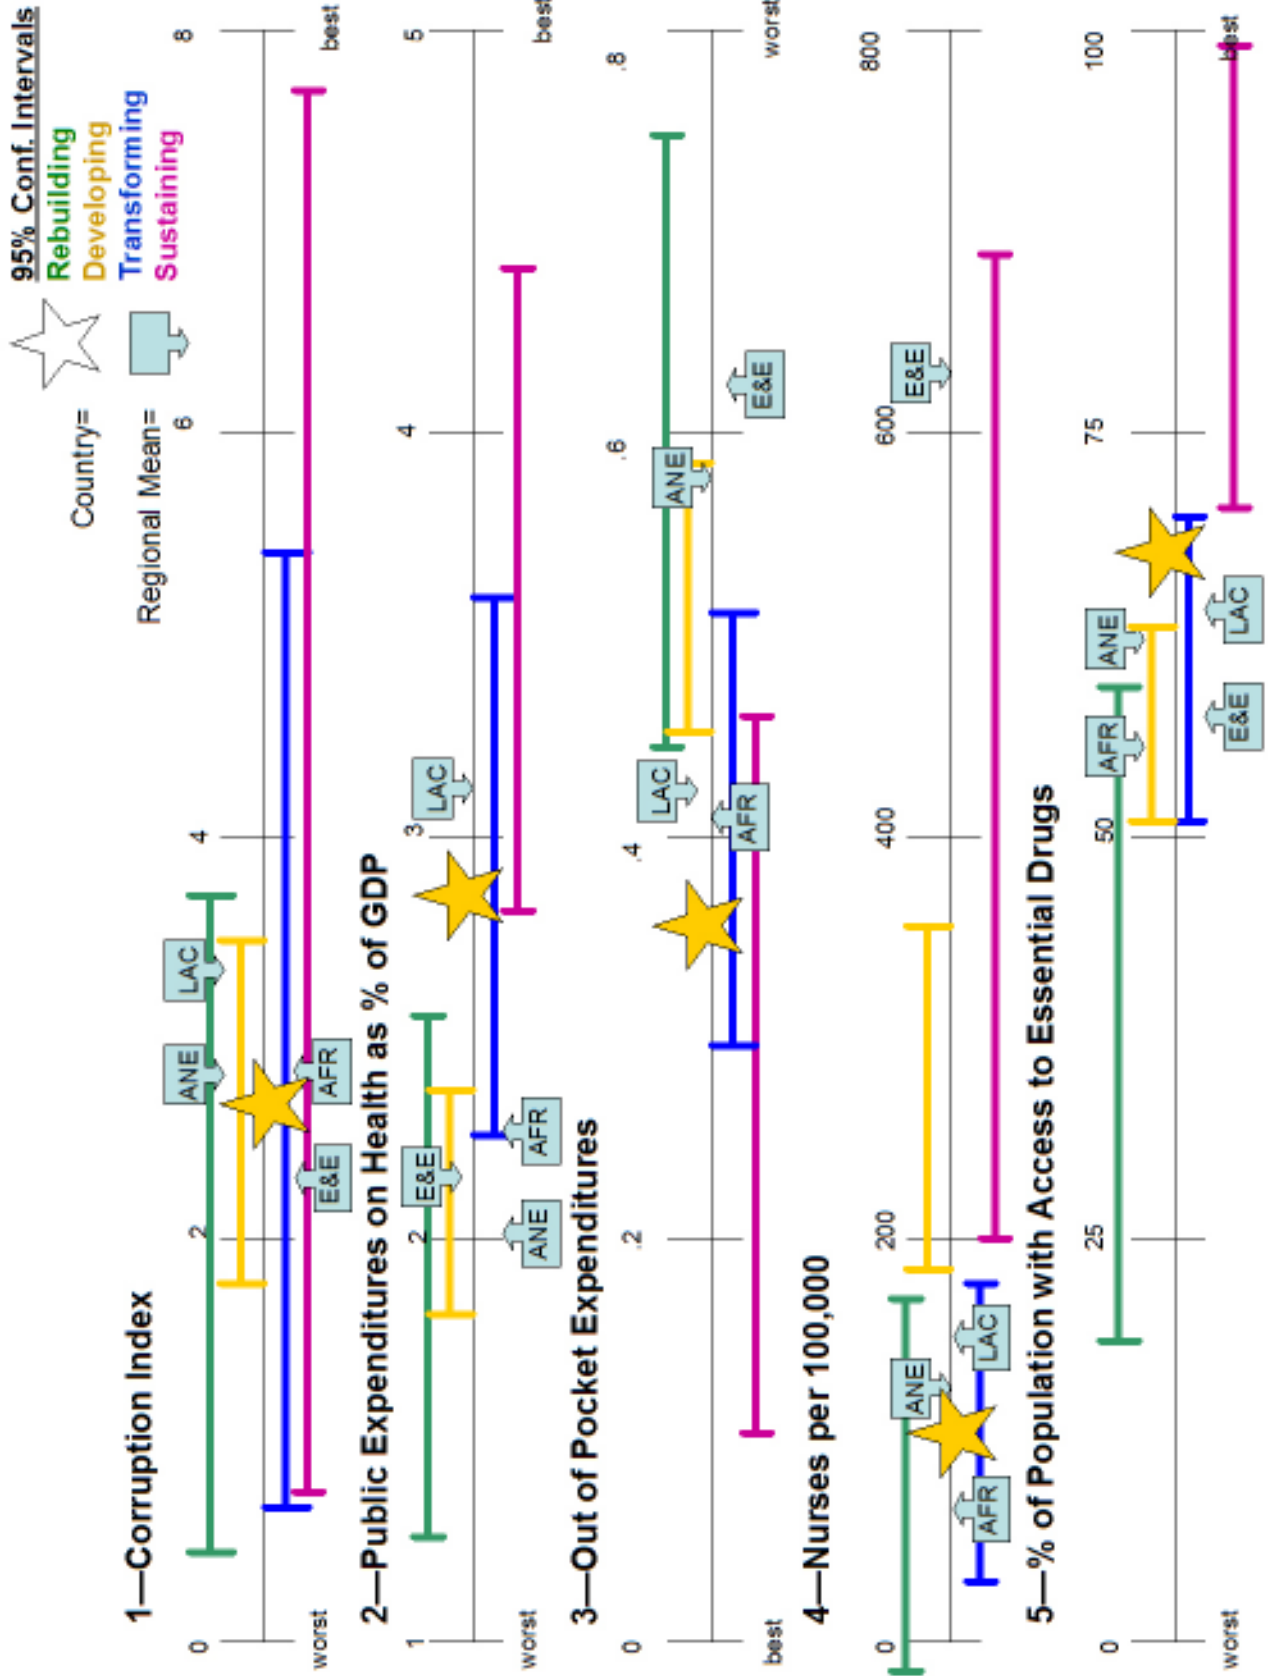 95% Conf. Intervals
Rebuilding
Developing
Transforming
Sustaining
Country=
Regional Mean=
1—Corruption Index
0
2
4
6
8
worst
best
ANE
LAC
E&E
AFR
2—Public Expenditures on Health as % of GDP
1
2
3
4
5
worst
best
E&E
LAC
ANE
AFR
3—Out of Pocket Expenditures
0
.2
.4
.6
.8
best
worst
LAC
ANE
AFR
E&E
4—Nurses per 100,000
0
200
400
600
800
ANE
E&E
AFR
LAC
5—% of Population with Access to Essential Drugs
0
25
50
75
100
worst
best
AFR
ANE
E&E
LAC